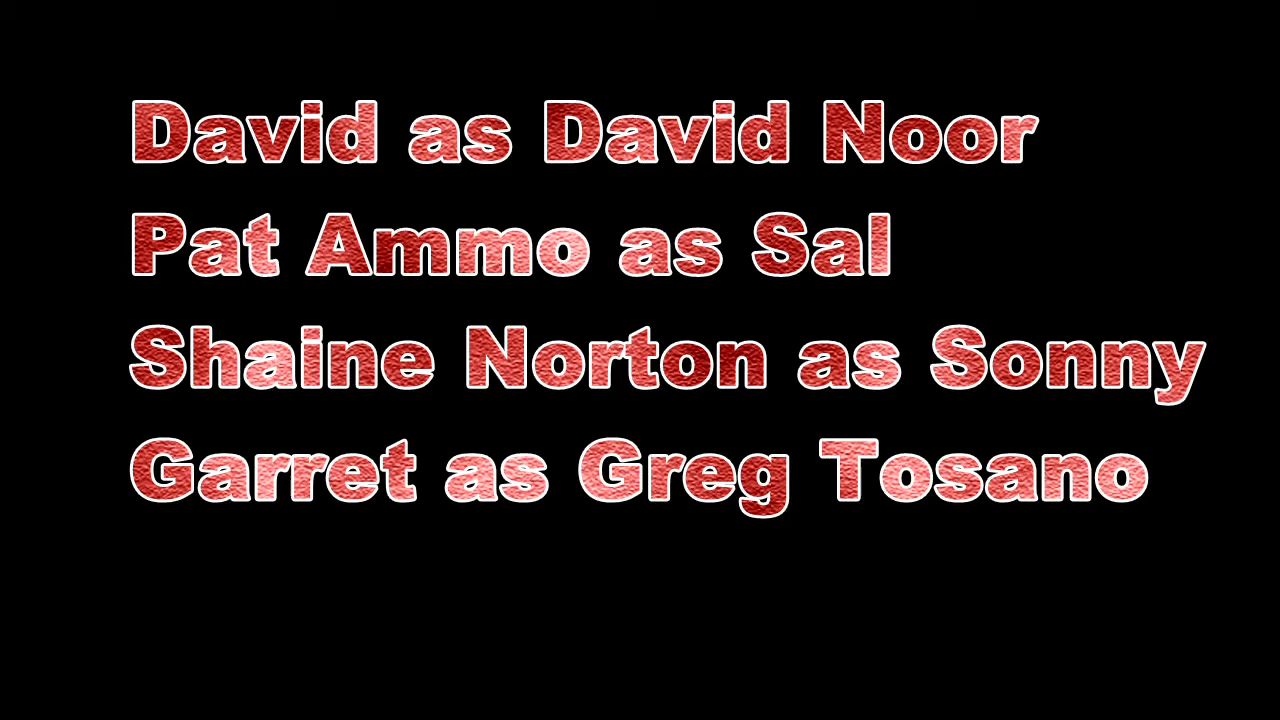 David as David Noor
Pat Ammo as Sal
Shaine Norton as Sonny
Garret as Greg Tosano